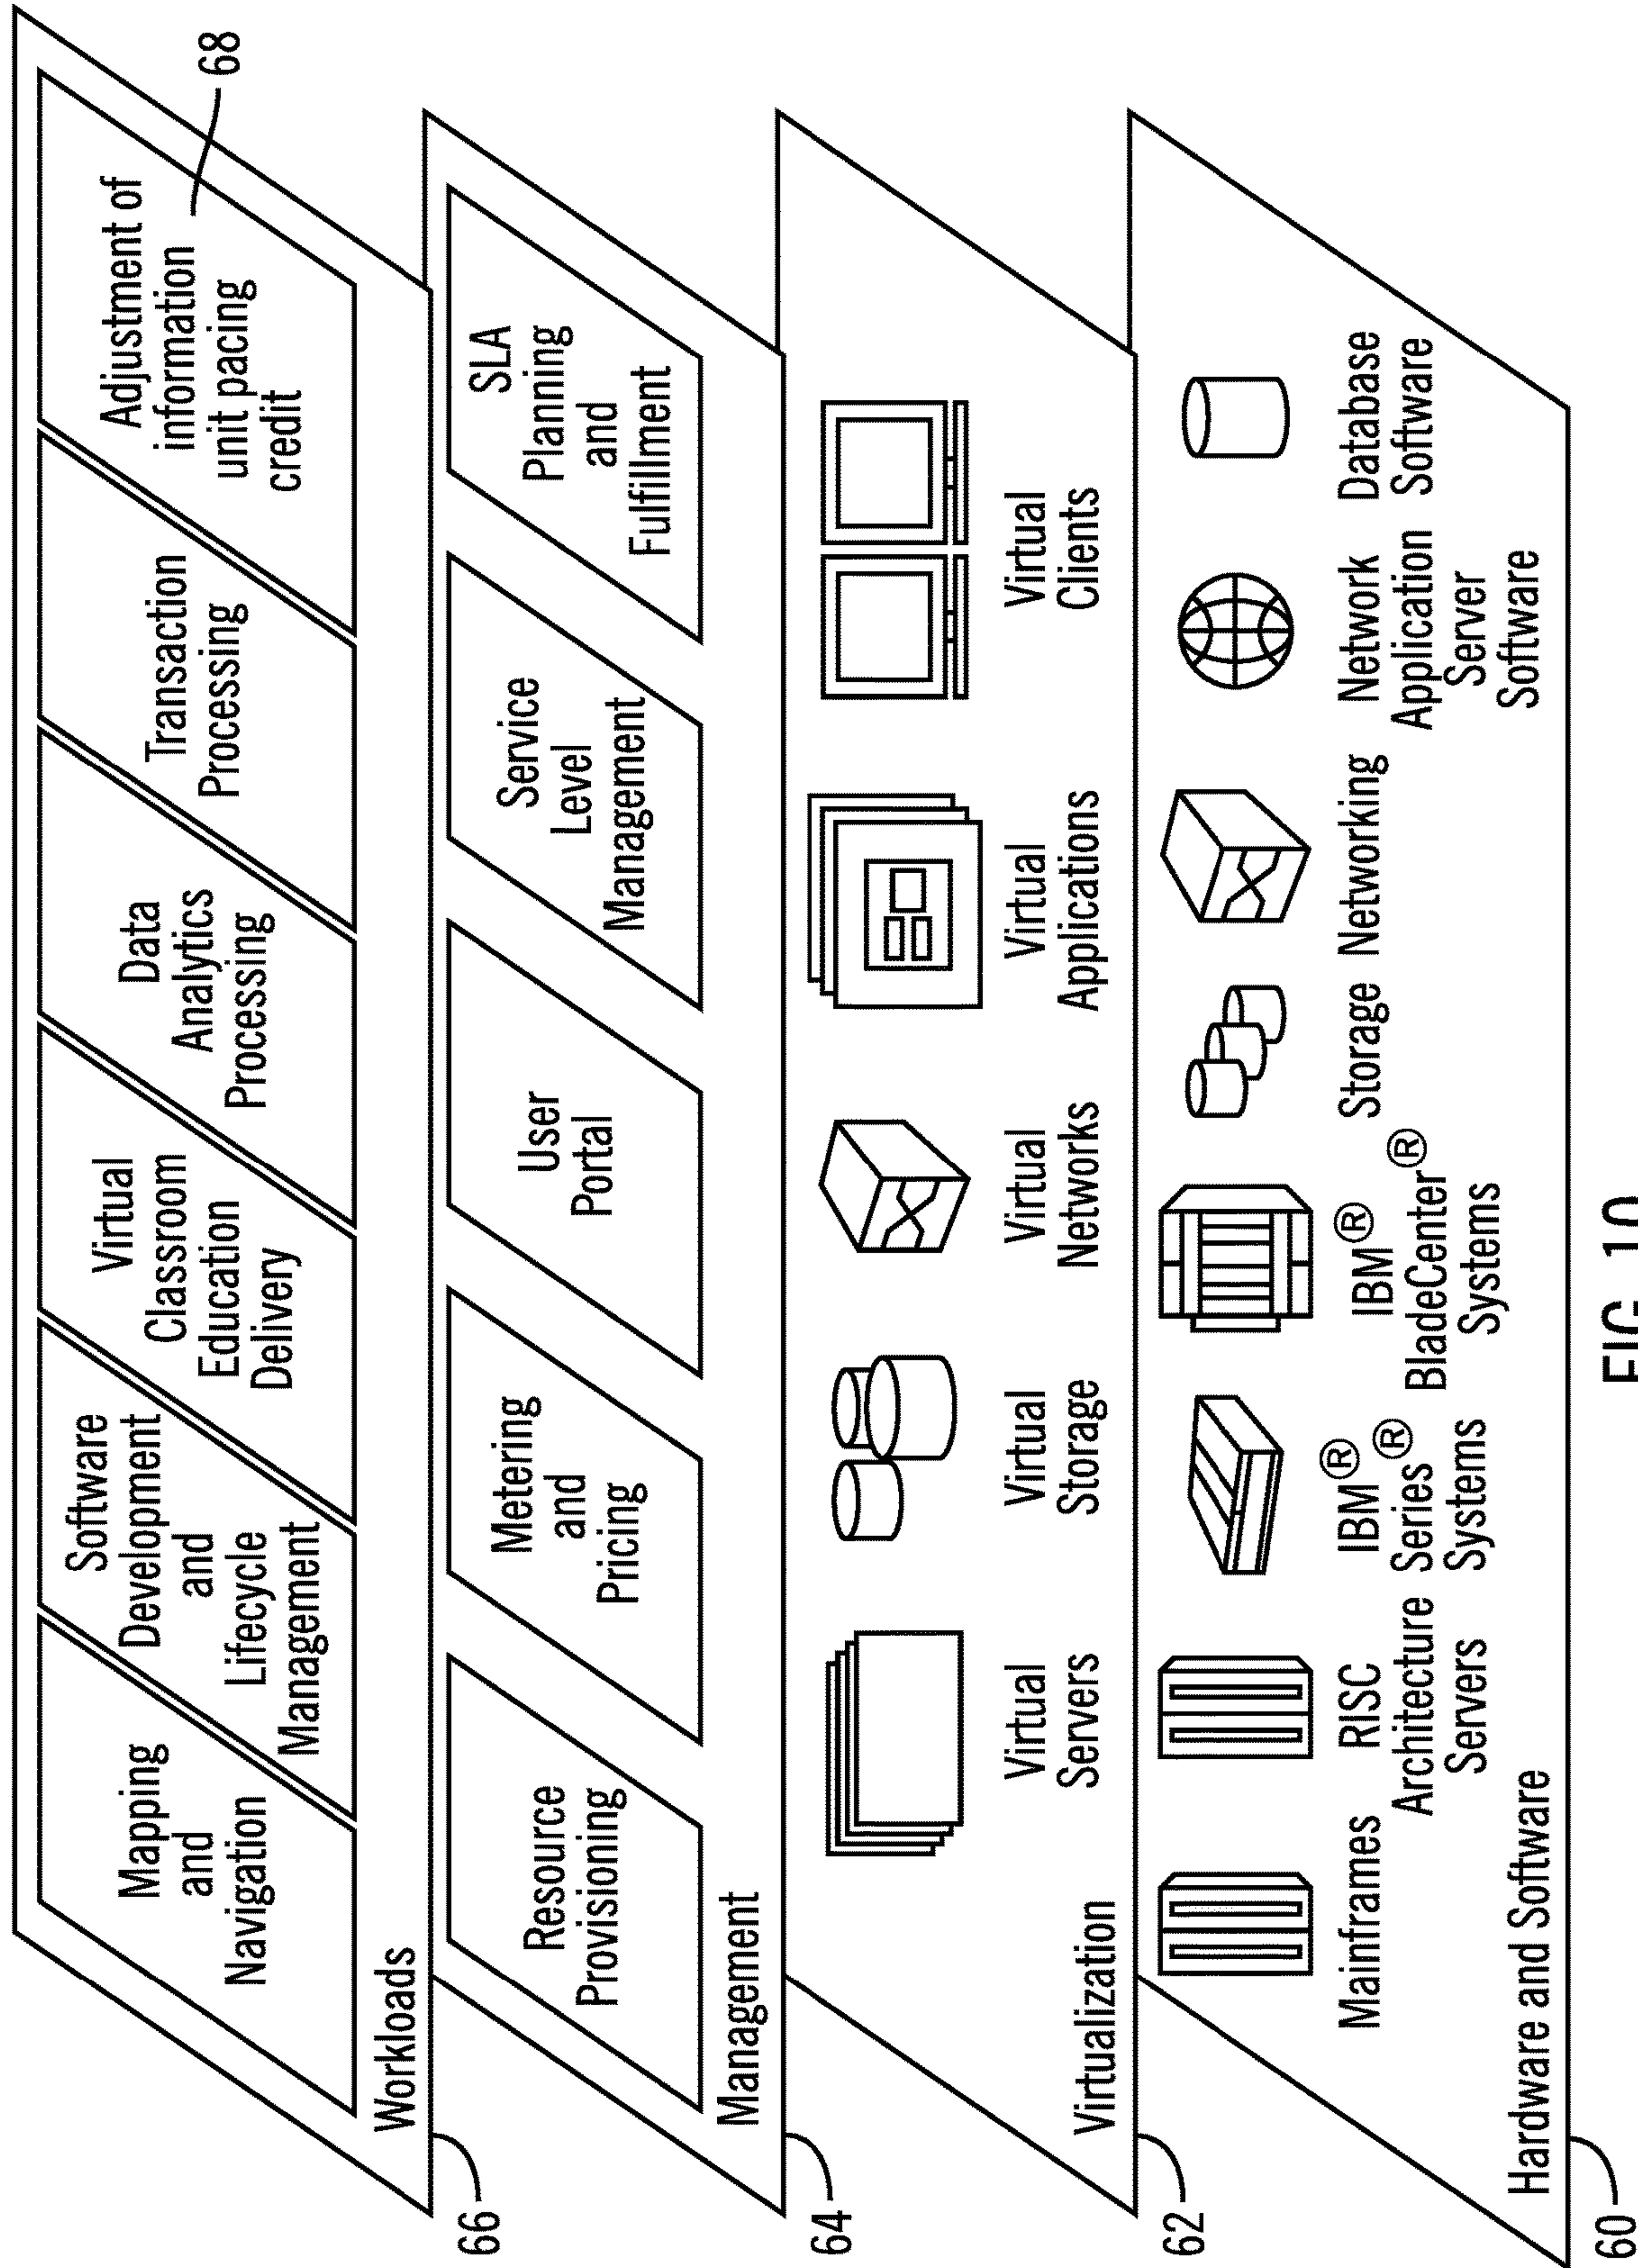 Mapping
and
Navigation
Software
Development
and
Lifecycle
Management
Virtual
Classroom
Education
Delivery
Data
Analytics
Processing
Transaction
Processing
Adjustment of
information
unit pacing
credit
68
Workloads
66
Resource
Provisioning
Metering
and
Pricing
User
Portal
Service
Level
Management
SLA
Planning
and
Fulfillment
Management
64
Virtual
Servers
Virtual
Storage
Virtual
Networks
Virtual
Applications
Virtual
Clients
Virtualization
62
Mainframes
RISC
Architecture
Servers
IBM®
Series®
Systems
IBM®
BladeCenter®
Systems
Storage
Networking
Network
Application
Server
Software
Database
Software
Hardware and Software
60
FIG. 10